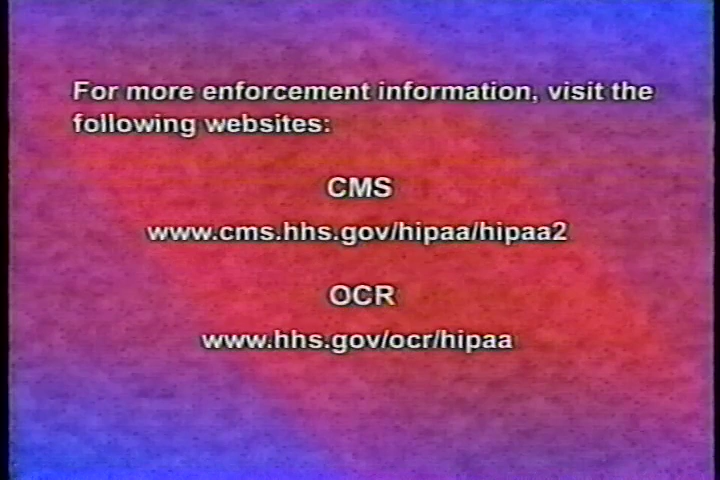 For more enforcement information, visit the
following websites:
CMS
www.cms.hhs.gov/hipaa/hipaa2
OCR
www.hhs.gov/ocr/hipaa